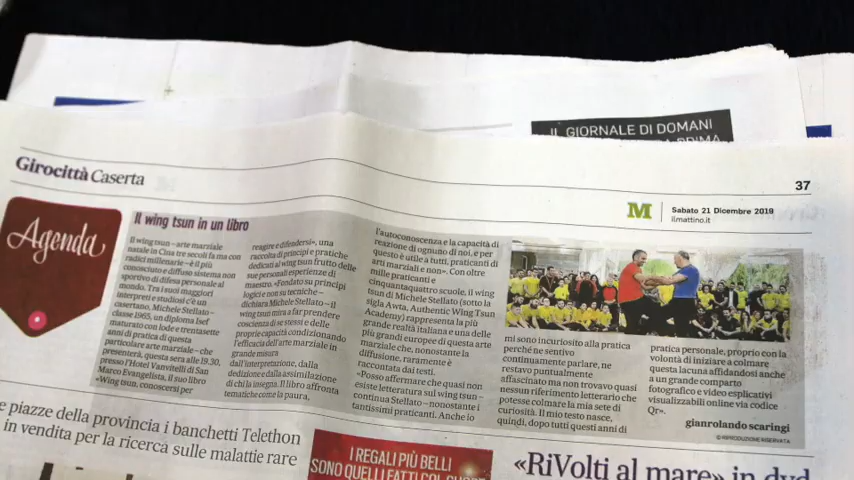 IL GIORNALE DI DOMANI
Girocittà Caserta
37
M
Sabato 21 Dicembre 2019
ilmattino.it
Agenda
Il wing tsun in un libro
Il wing tsun – arte marziale
natale in Cina tre secoli fa ma con
radici millenarie – è il più
conosciuto e diffuso sistema non
sportivo di difesa personale al
mondo. Tra i suoi maggiori
interpreti e studiosi c'è un
casertano, Michele Stellato –
classe 1965, un diploma Isef
maturato con lode e trentasette
anni di pratica di questa
particolare arte marziale – che
presenterà, questa sera alle 19.30,
presso l'Hotel Vanvitelli di San
Marco Evangelista, il suo libro
«Wing tsun, conoscersi per
reagire e difendersi», una
raccolta di principi e pratiche
dedicati al wing tsun frutto delle
sue personali esperienze di
maestro. «Fondato su principi
logici e non su tecniche –
dichiara Michele Stellato – il
wing tsun mira a far prendere
coscienza di se stessi e delle
proprie capacità condizionando
l'efficacia dell'arte marziale in
grande misura
dall'interpretazione, dalla
dedizione e dalla assimilazione
di chi la insegna. Il libro affronta
tematiche come la paura,
l'autoconoscenza e la capacità di
reazione di ognuno di noi, e per
questo è utile a tutti, praticanti di
arti marziali e non». Con oltre
mille praticanti e
cinquantaquattro scuole, il wing
tsun di Michele Stellato (sotto la
sigla Awta, Authentic Wing Tsun
Academy) rappresenta la più
grande realtà italiana e una delle
più grandi europee di questa arte
marziale che, nonostante la
diffusione, raramente è
raccontata dai testi.
«Posso affermare che quasi non
esiste letteratura sul wing tsun –
continua Stellato – nonostante i
tantissimi praticanti. Anche io
mi sono incuriosito alla pratica
perché ne sentivo
continuamente parlare, ne
restavo puntualmente
affascinato ma non trovavo quasi
nessun riferimento letterario che
potesse colmare la mia sete di
curiosità. Il mio testo nasce,
quindi, dopo tutti questi anni di
pratica personale, proprio con la
volontà di iniziare a colmare
questa lacuna affidandosi anche
a un grande comparto
fotografico e video esplicativi
visualizzabili online via codice
Qr».
gianrolando scaringi
© RIPRODUZIONE RISERVATA
e piazze della provincia i banchetti Telethon
in vendita per la ricerca sulle malattie rare
I REGALI PIÙ BELLI
SONO QUELLI FATTI COL CUORE
«RiVolti al mare» in dvd